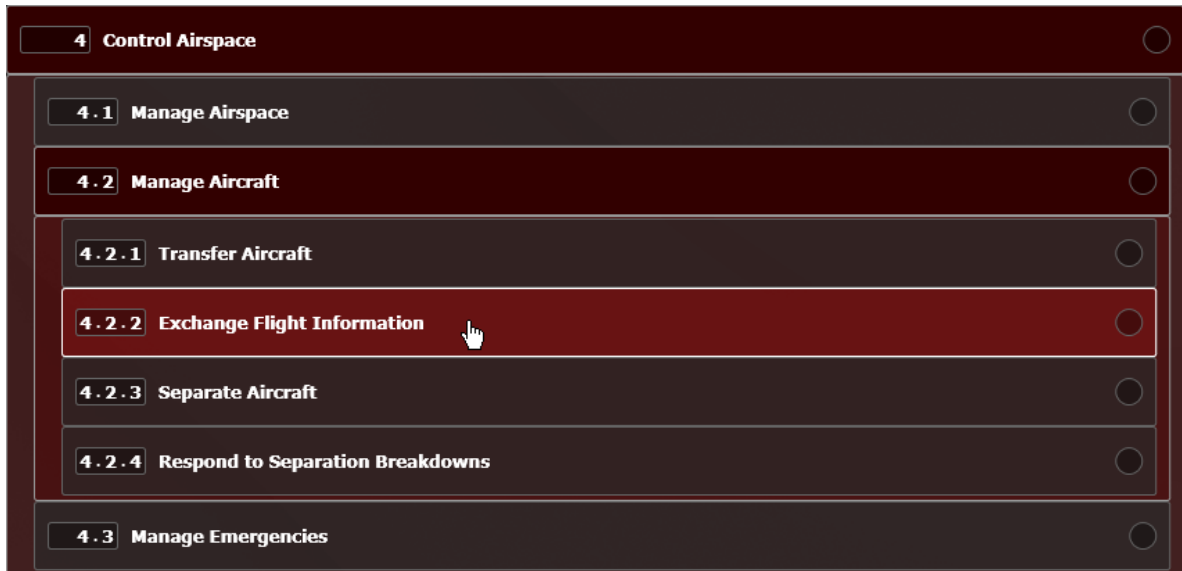 4 Control Airspace
4.1 Manage Airspace
4.2 Manage Aircraft
4.2.1 Transfer Aircraft
4.2.2 Exchange Flight Information
4.2.3 Separate Aircraft
4.2.4 Respond to Separation Breakdowns
4.3 Manage Emergencies